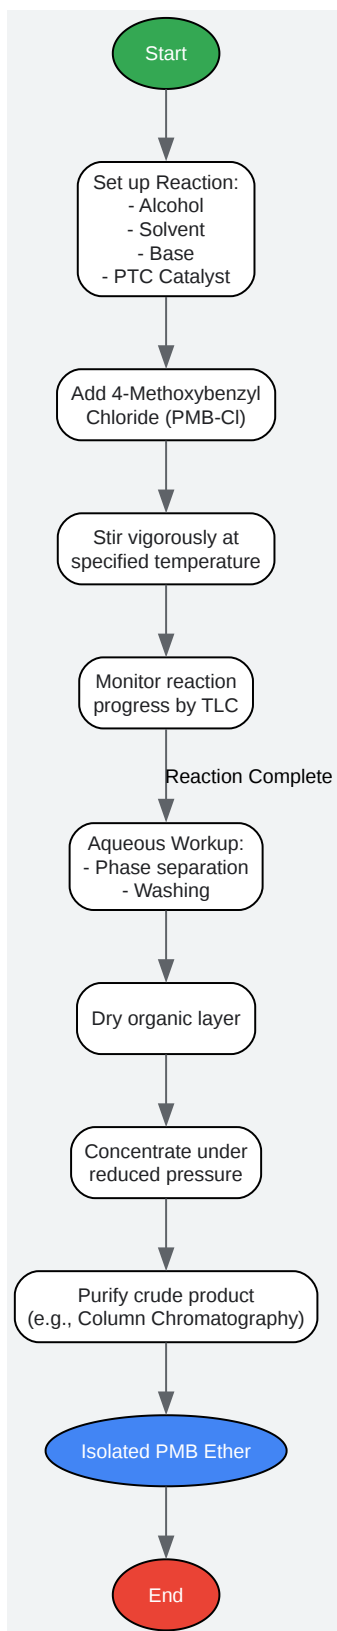 Start
Set up Reaction:
- Alcohol
- Solvent
- Base
- PTC Catalyst
Add 4-Methoxybenzyl
Chloride (PMB-Cl)
Stir vigorously at
specified temperature
Monitor reaction
progress by TLC
Reaction Complete
Aqueous Workup:
- Phase separation
- Washing
Dry organic layer
Concentrate under
reduced pressure
Purify crude product
(e.g., Column Chromatography)
Isolated PMB Ether
End